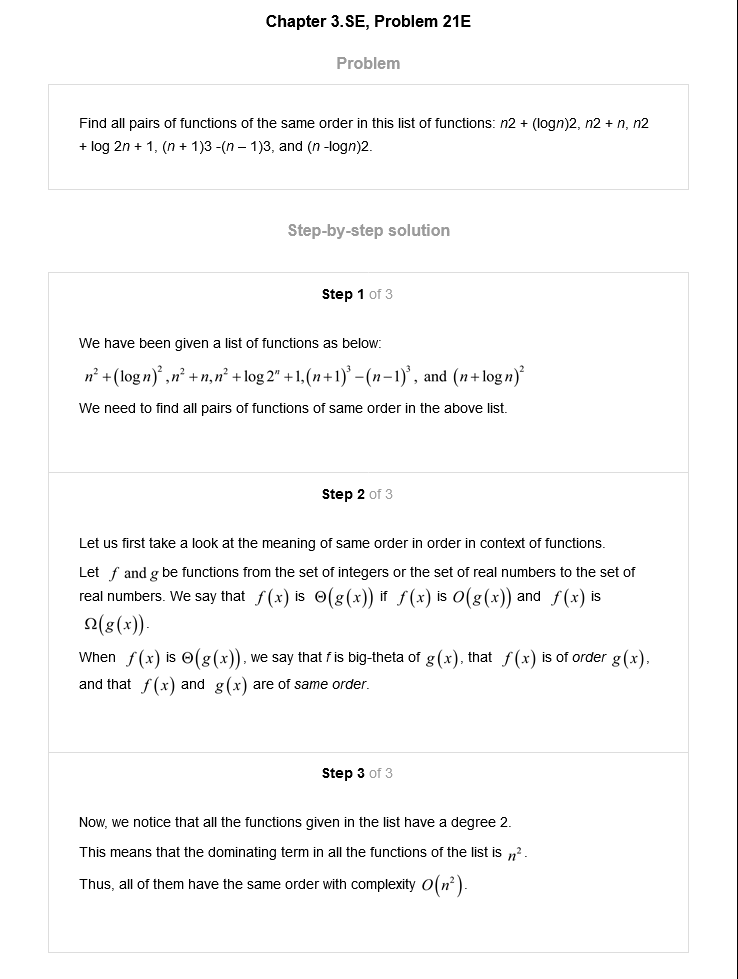 Chapter 3.SE, Problem 21E
Problem
Find all pairs of functions of the same order in this list of functions: n2 + (logn)2, n2 + n, n2
+ log 2n + 1, (n + 1)3 -(n – 1)3, and (n -logn)2.
Step-by-step solution
Step 1 of 3
We have been given a list of functions as below:
n² + (log n)², n² + n, n² + log 2ⁿ + 1, (n+1)³ − (n−1)³, and (n + log n)²
We need to find all pairs of functions of same order in the above list.
Step 2 of 3
Let us first take a look at the meaning of same order in order in context of functions.
Let f and g be functions from the set of integers or the set of real numbers to the set of
real numbers. We say that f(x) is Θ(g(x)) if f(x) is O(g(x)) and f(x) is
Ω(g(x)).
When f(x) is Θ(g(x)), we say that f is big-theta of g(x), that f(x) is of order g(x),
and that f(x) and g(x) are of same order.
Step 3 of 3
Now, we notice that all the functions given in the list have a degree 2.
This means that the dominating term in all the functions of the list is n².
Thus, all of them have the same order with complexity O(n²).